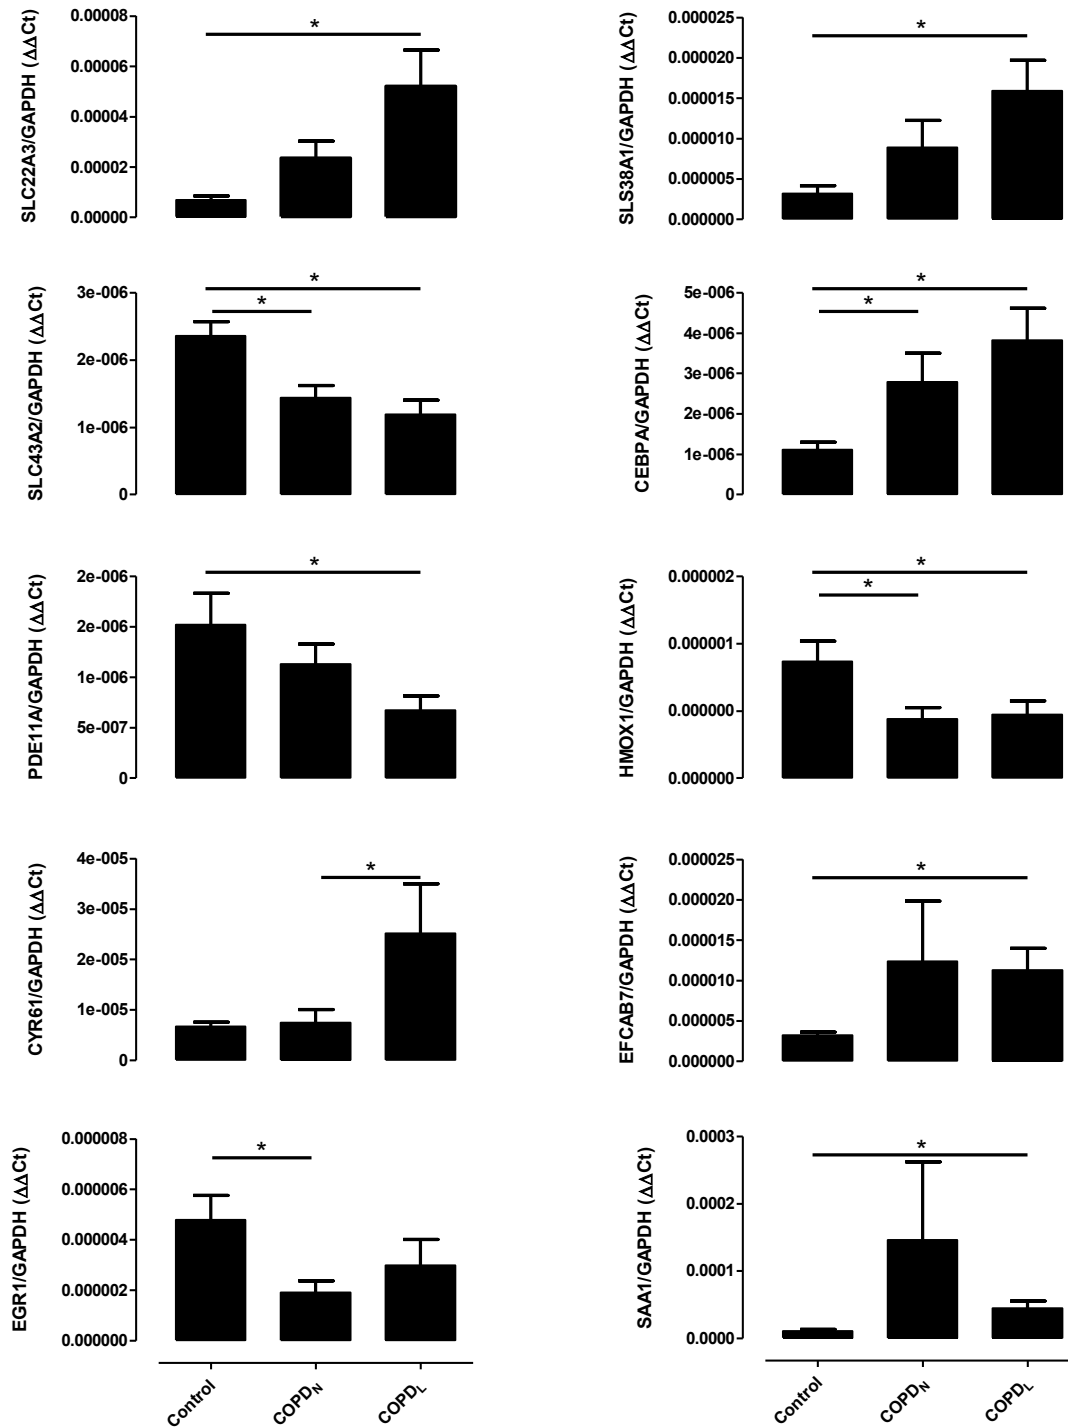 SLC22A3/GAPDH (ΔΔCt)
0.00008
0.00006
0.00004
0.00002
0.00000
*
SLS38A1/GAPDH (ΔΔCt)
0.000025
0.000020
0.000015
0.000010
0.000005
0.000000
*
SLC43A2/GAPDH (ΔΔCt)
3e-006
2e-006
1e-006
0
*
*
CEBPA/GAPDH (ΔΔCt)
5e-006
4e-006
3e-006
2e-006
1e-006
0
*
*
PDE11A/GAPDH (ΔΔCt)
2e-006
2e-006
1e-006
5e-007
0
*
HMOX1/GAPDH (ΔΔCt)
0.000002
0.000001
0.000000
0.000000
*
*
CYR61/GAPDH (ΔΔCt)
4e-005
3e-005
2e-005
1e-005
0
*
EFCAB7/GAPDH (ΔΔCt)
0.000025
0.000020
0.000015
0.000010
0.000005
0.000000
*
EGR1/GAPDH (ΔΔCt)
0.000008
0.000006
0.000004
0.000002
0.000000
*
Control
COPDN
COPDL
SAA1/GAPDH (ΔΔCt)
0.0003
0.0002
0.0001
0.0000
*
Control
COPDN
COPDL